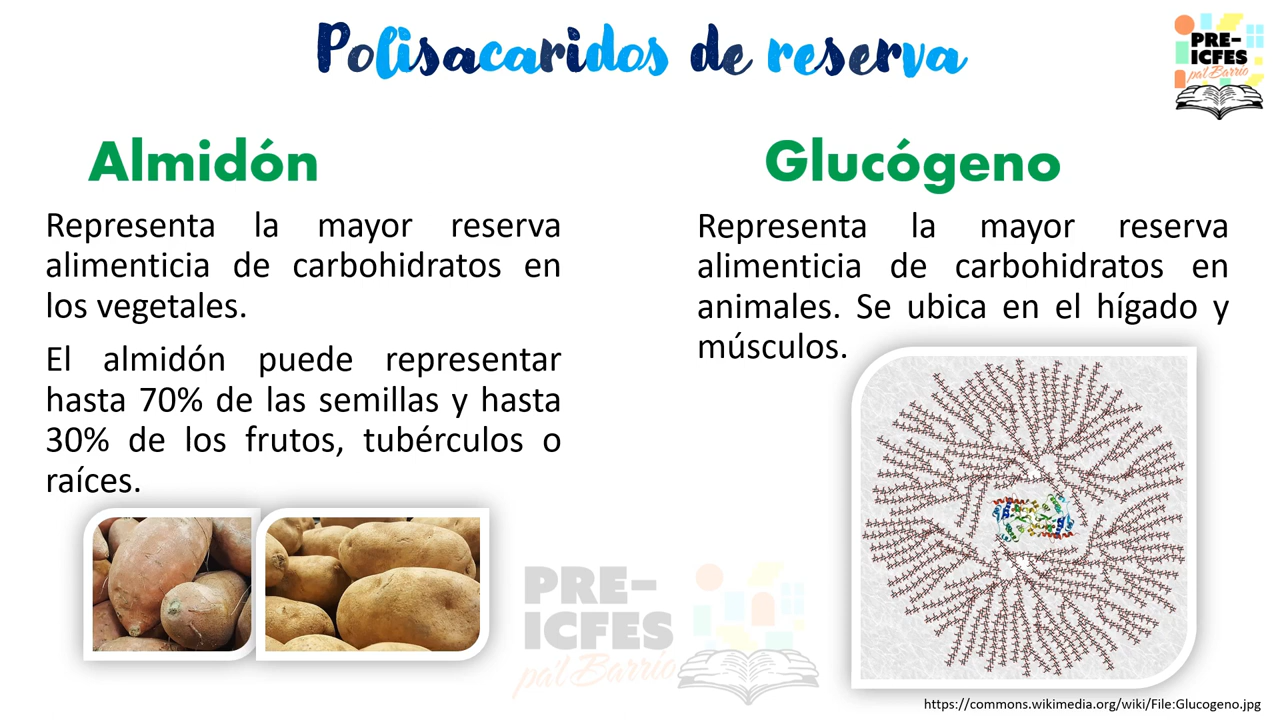 Polisacaridos de reserva
PRE-
ICFES
pa'l Barrio
Almidón
Representa la mayor reserva
alimenticia de carbohidratos en
los vegetales.
El almidón puede representar
hasta 70% de las semillas y hasta
30% de los frutos, tubérculos o
raíces.
Glucógeno
Representa la mayor reserva
alimenticia de carbohidratos en
animales. Se ubica en el hígado y
músculos.
PRE-
ICFES
pa'l Barrio
https://commons.wikimedia.org/wiki/File:Glucogeno.jpg